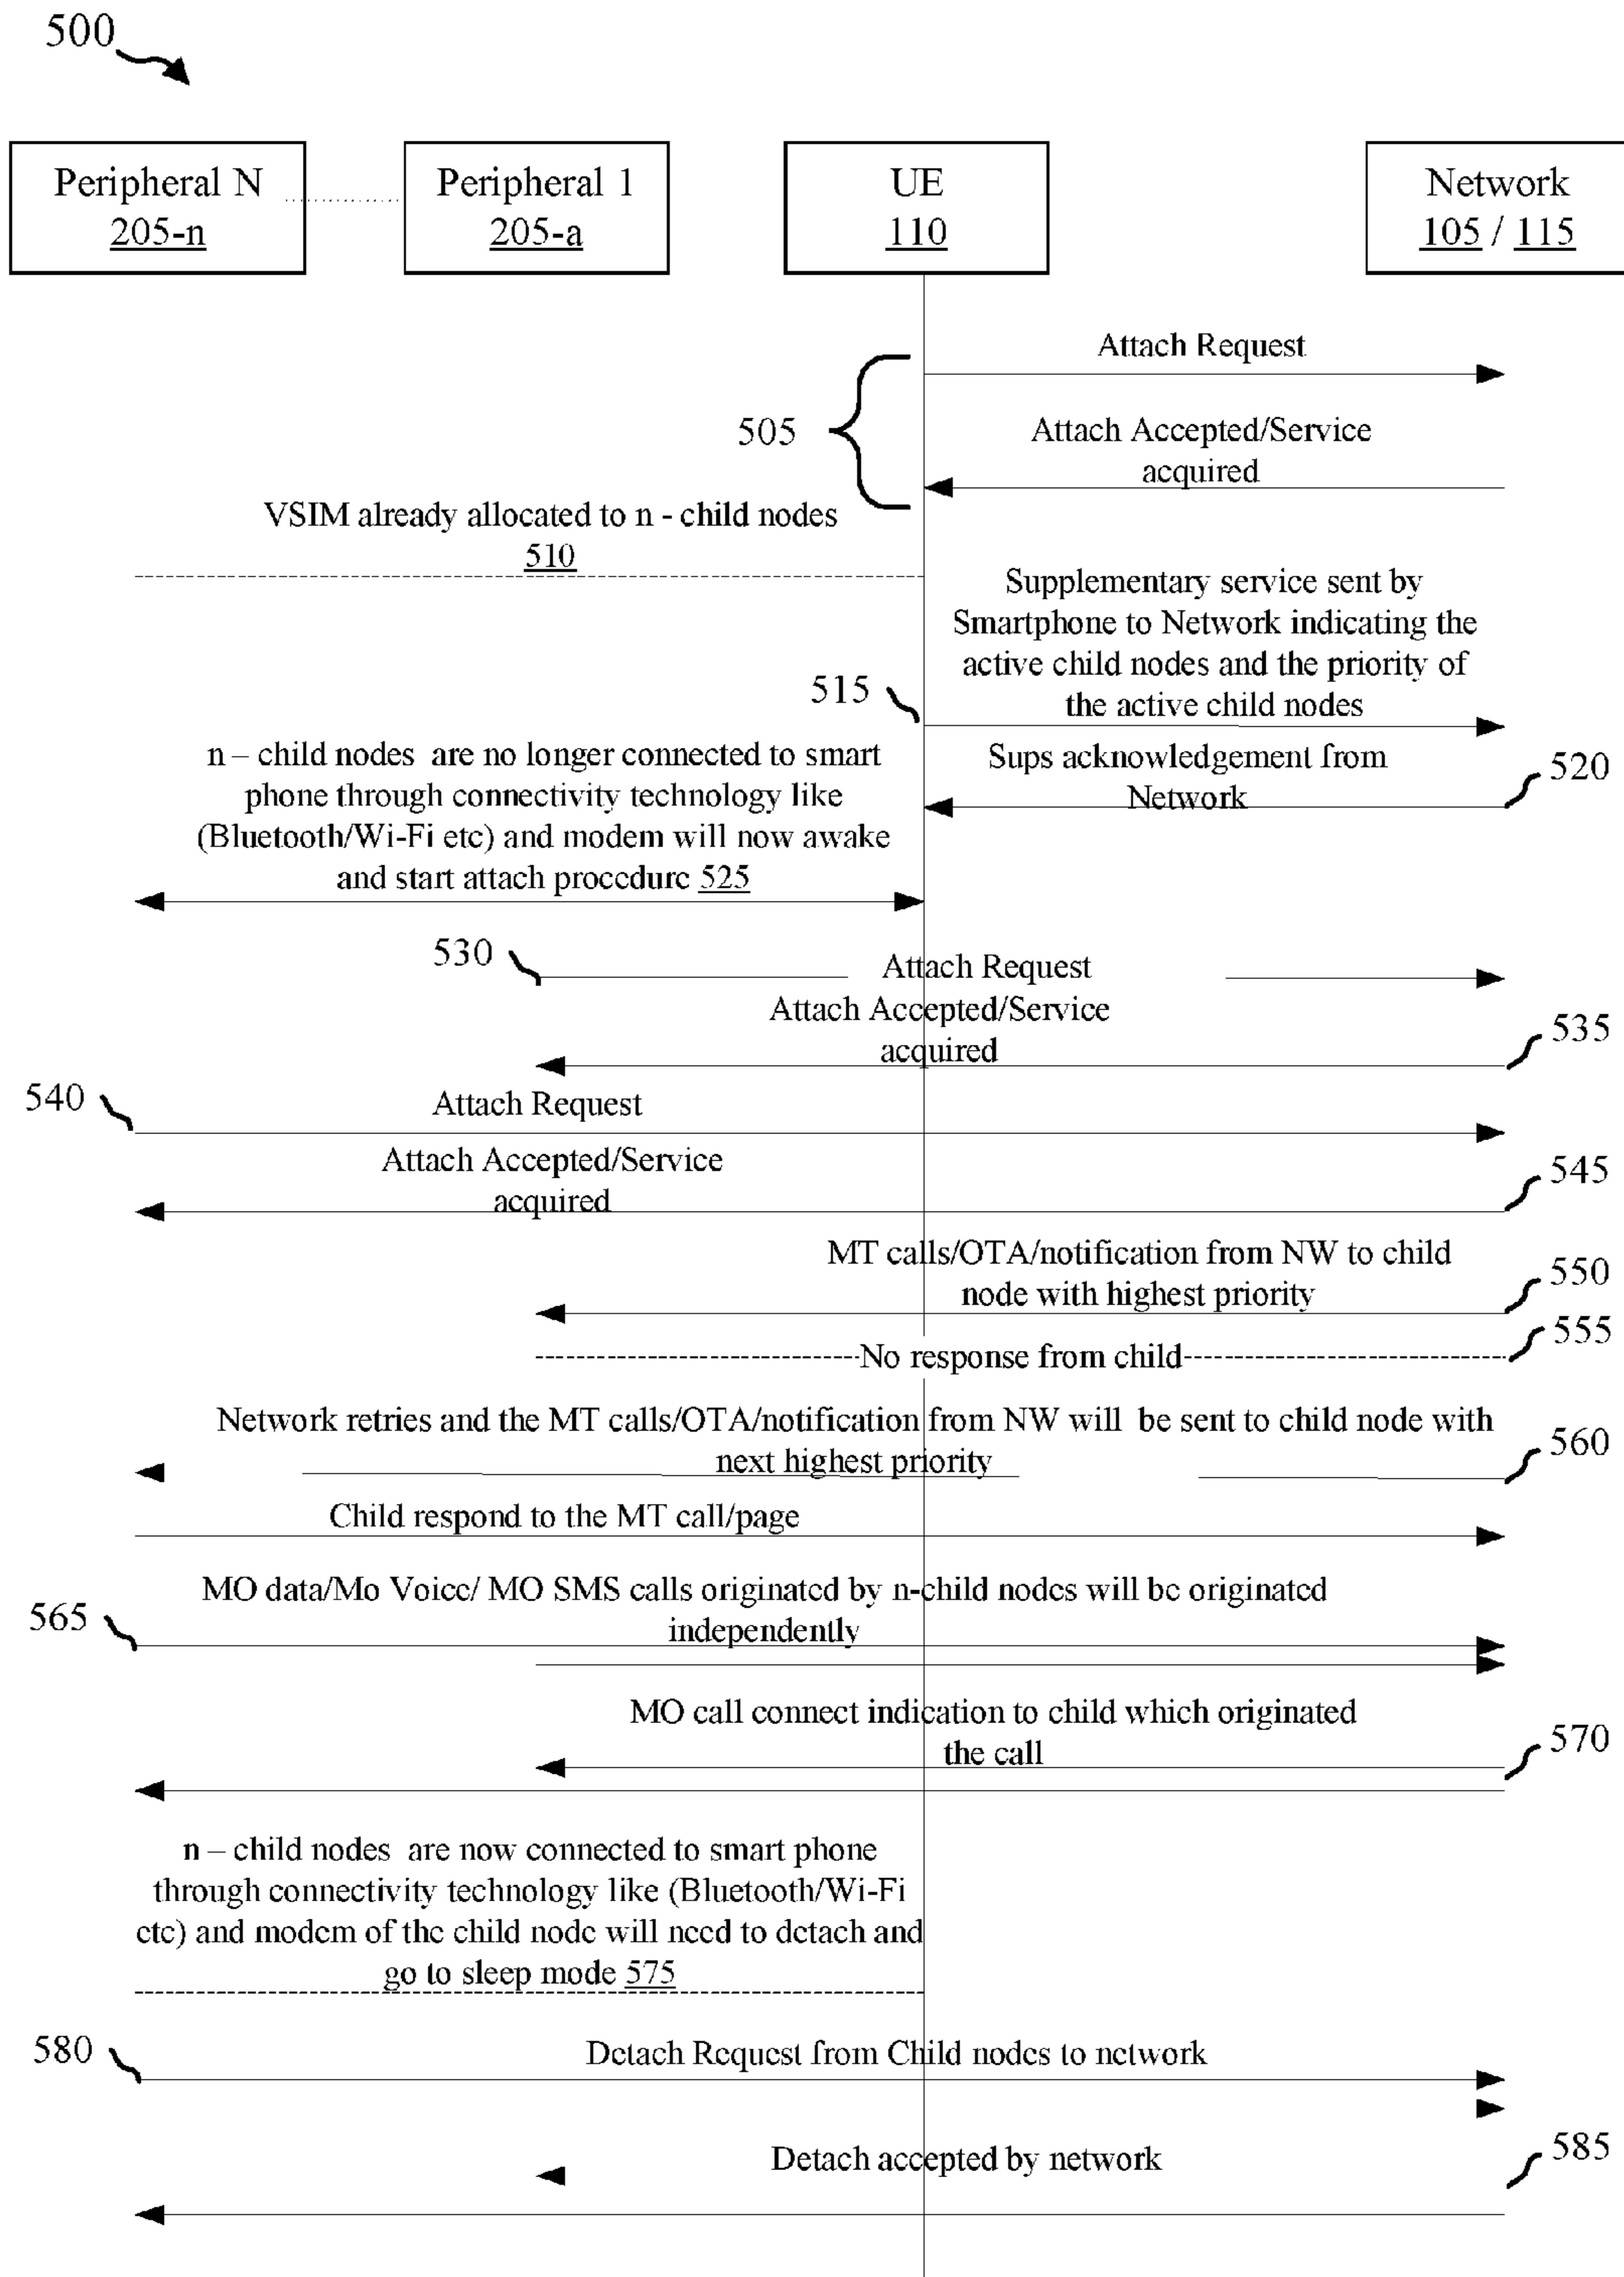 500
Peripheral N
205-n
Peripheral 1
205-a
UE
110
Network
105 / 115
Attach Request
505
Attach Accepted/Service
acquired
VSIM already allocated to n - child nodes
510
Supplementary service sent by
Smartphone to Network indicating the
active child nodes and the priority of
the active child nodes
515
n – child nodes are no longer connected to smart
phone through connectivity technology like
(Bluetooth/Wi-Fi etc) and modem will now awake
and start attach procedure 525
Sups acknowledgement from
Network
520
530
Attach Request
Attach Accepted/Service
acquired
535
540
Attach Request
Attach Accepted/Service
acquired
545
MT calls/OTA/notification from NW to child
node with highest priority
550
555
No response from child
Network retries and the MT calls/OTA/notification from NW will be sent to child node with
next highest priority
560
Child respond to the MT call/page
MO data/Mo Voice/ MO SMS calls originated by n-child nodes will be originated
independently
565
MO call connect indication to child which originated
the call
570
n – child nodes are now connected to smart phone
through connectivity technology like (Bluetooth/Wi-Fi
etc) and modem of the child node will need to detach and
go to sleep mode 575
580
Detach Request from Child nodes to network
Detach accepted by network
585